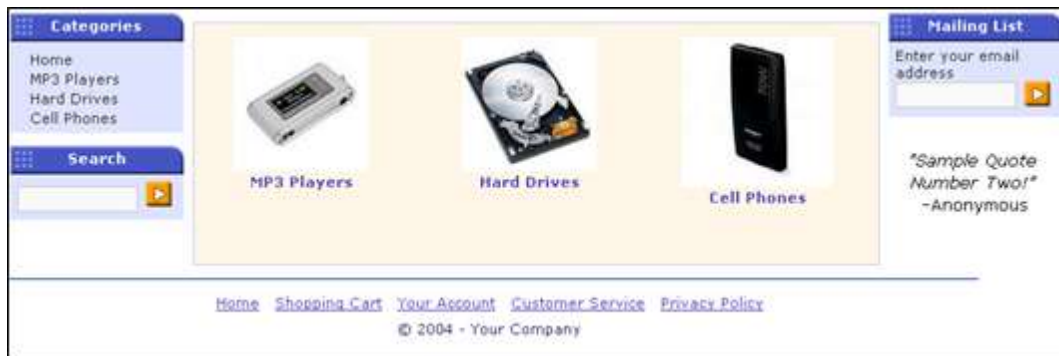 Categories
Home
MP3 Players
Hard Drives
Cell Phones
Search
MP3 Players
Hard Drives
Cell Phones
Mailing List
Enter your email
address
"Sample Quote
Number Two!"
-Anonymous
Home Shopping Cart Your Account Customer Service Privacy Policy
© 2004 - Your Company